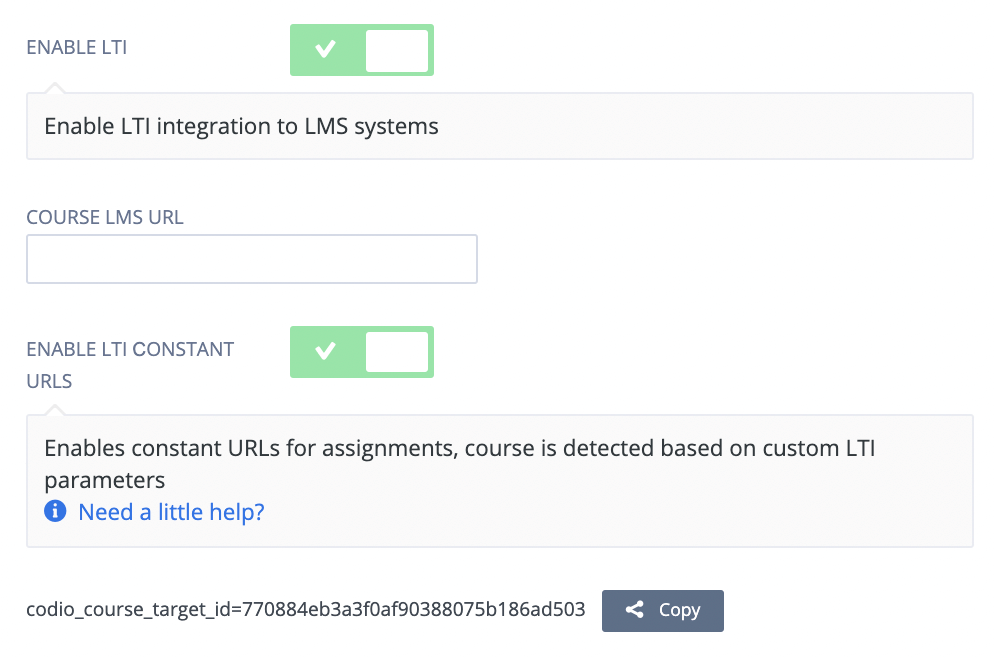 ENABLE LTI
Enable LTI integration to LMS systems
COURSE LMS URL
ENABLE LTI CONSTANT
URLS
Enables constant URLs for assignments, course is detected based on custom LTI
parameters
Need a little help?
codio_course_target_id=770884eb3a3f0af90388075b186ad503 Copy